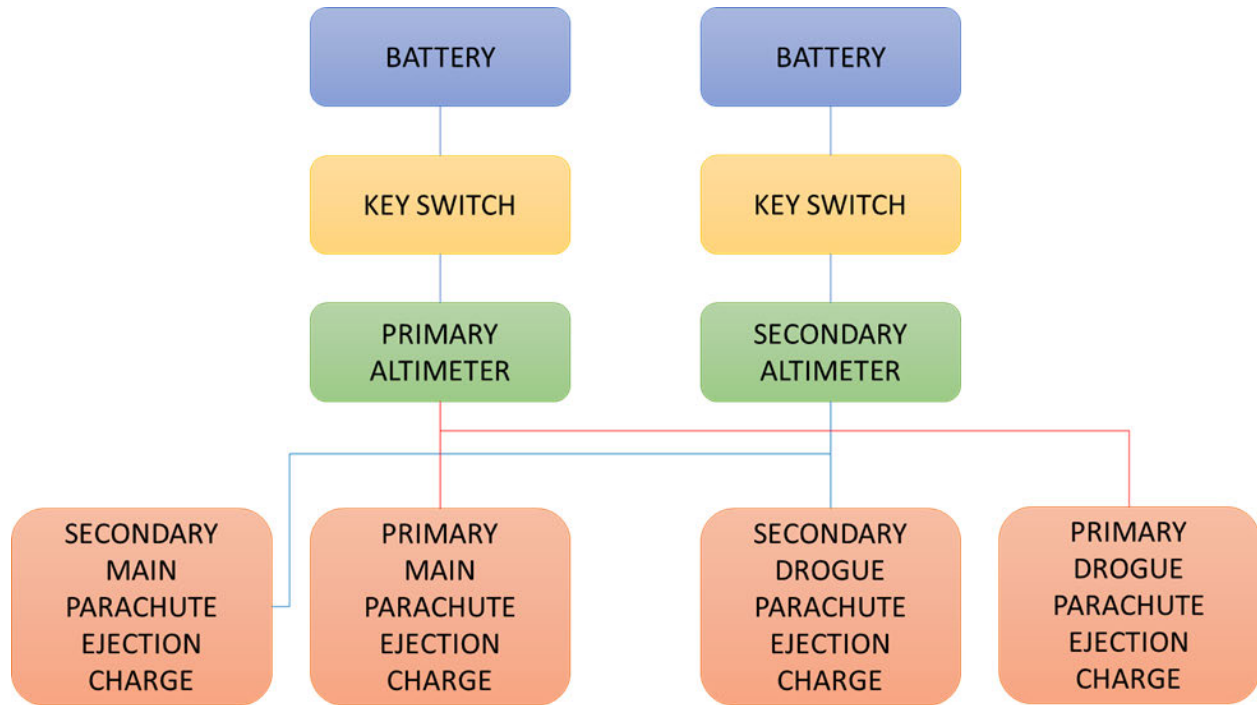 BATTERY
BATTERY
KEY SWITCH
KEY SWITCH
PRIMARY
ALTIMETER
SECONDARY
ALTIMETER
SECONDARY
MAIN
PARACHUTE
EJECTION
CHARGE
PRIMARY
MAIN
PARACHUTE
EJECTION
CHARGE
SECONDARY
DROGUE
PARACHUTE
EJECTION
CHARGE
PRIMARY
DROGUE
PARACHUTE
EJECTION
CHARGE